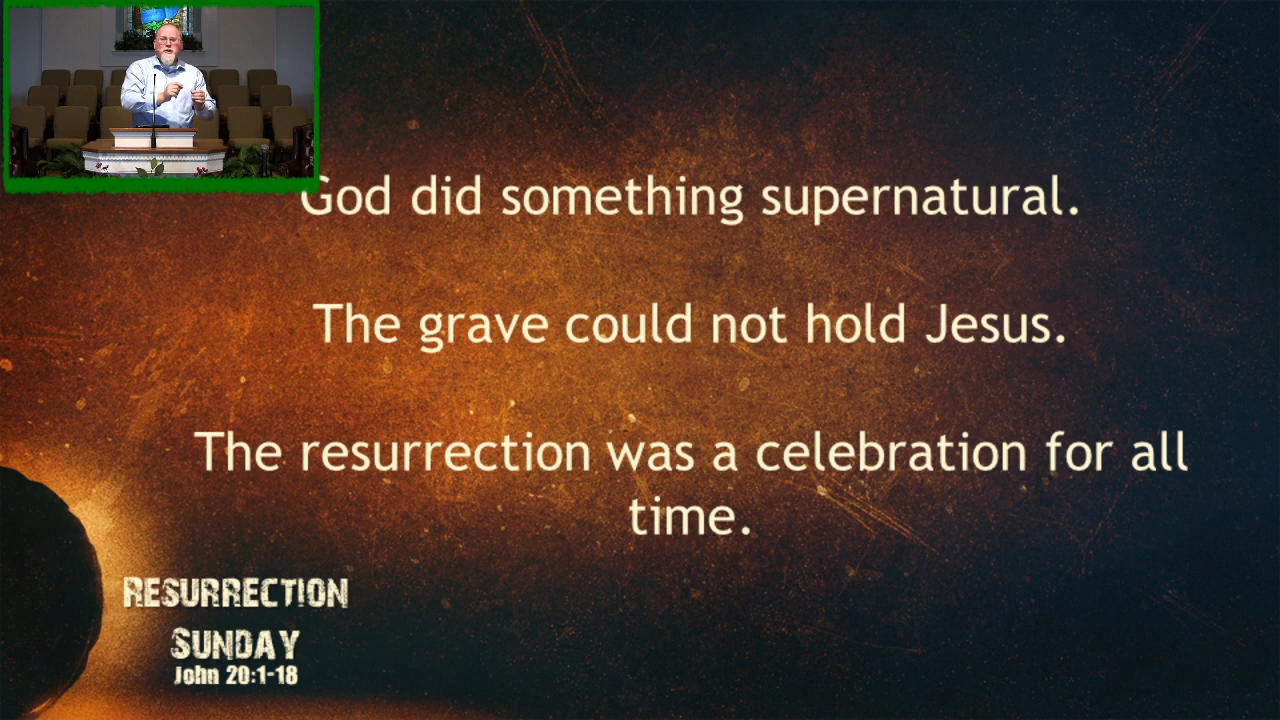 God did something supernatural.
The grave could not hold Jesus.
The resurrection was a celebration for all
time.
RESURRECTION
SUNDAY
John 20:1-18